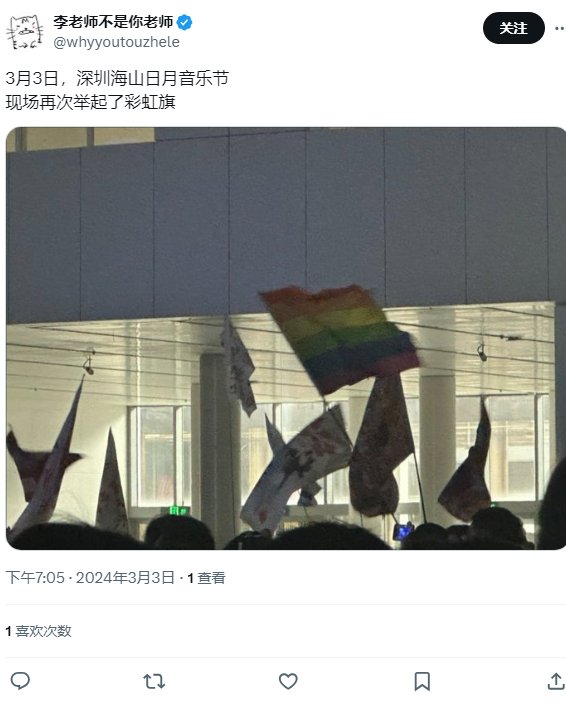 李老师不是你老师
@whyyoutouzhele
关注
3月3日，深圳海山日月音乐节
现场再次举起了彩虹旗
下午7:05 · 2024年3月3日 · 1 查看
1 喜欢次数